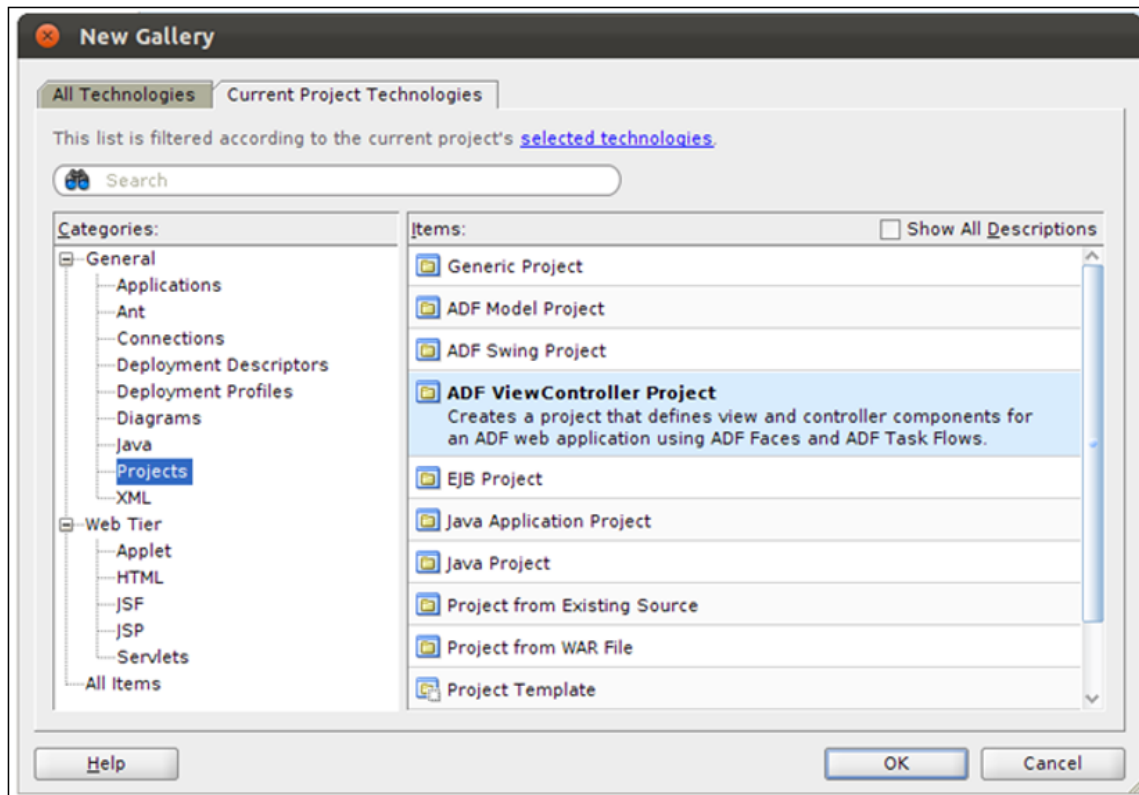 New Gallery
All Technologies
Current Project Technologies
This list is filtered according to the current project's selected technologies.
Search
Categories:
General
Applications
Ant
Connections
Deployment Descriptors
Deployment Profiles
Diagrams
Java
Projects
XML
Web Tier
Applet
HTML
JSF
JSP
Servlets
All Items
Items:
Show All Descriptions
Generic Project
ADF Model Project
ADF Swing Project
ADF ViewController Project
Creates a project that defines view and controller components for
an ADF web application using ADF Faces and ADF Task Flows.
EJB Project
Java Application Project
Java Project
Project from Existing Source
Project from WAR File
Project Template
Help
OK
Cancel